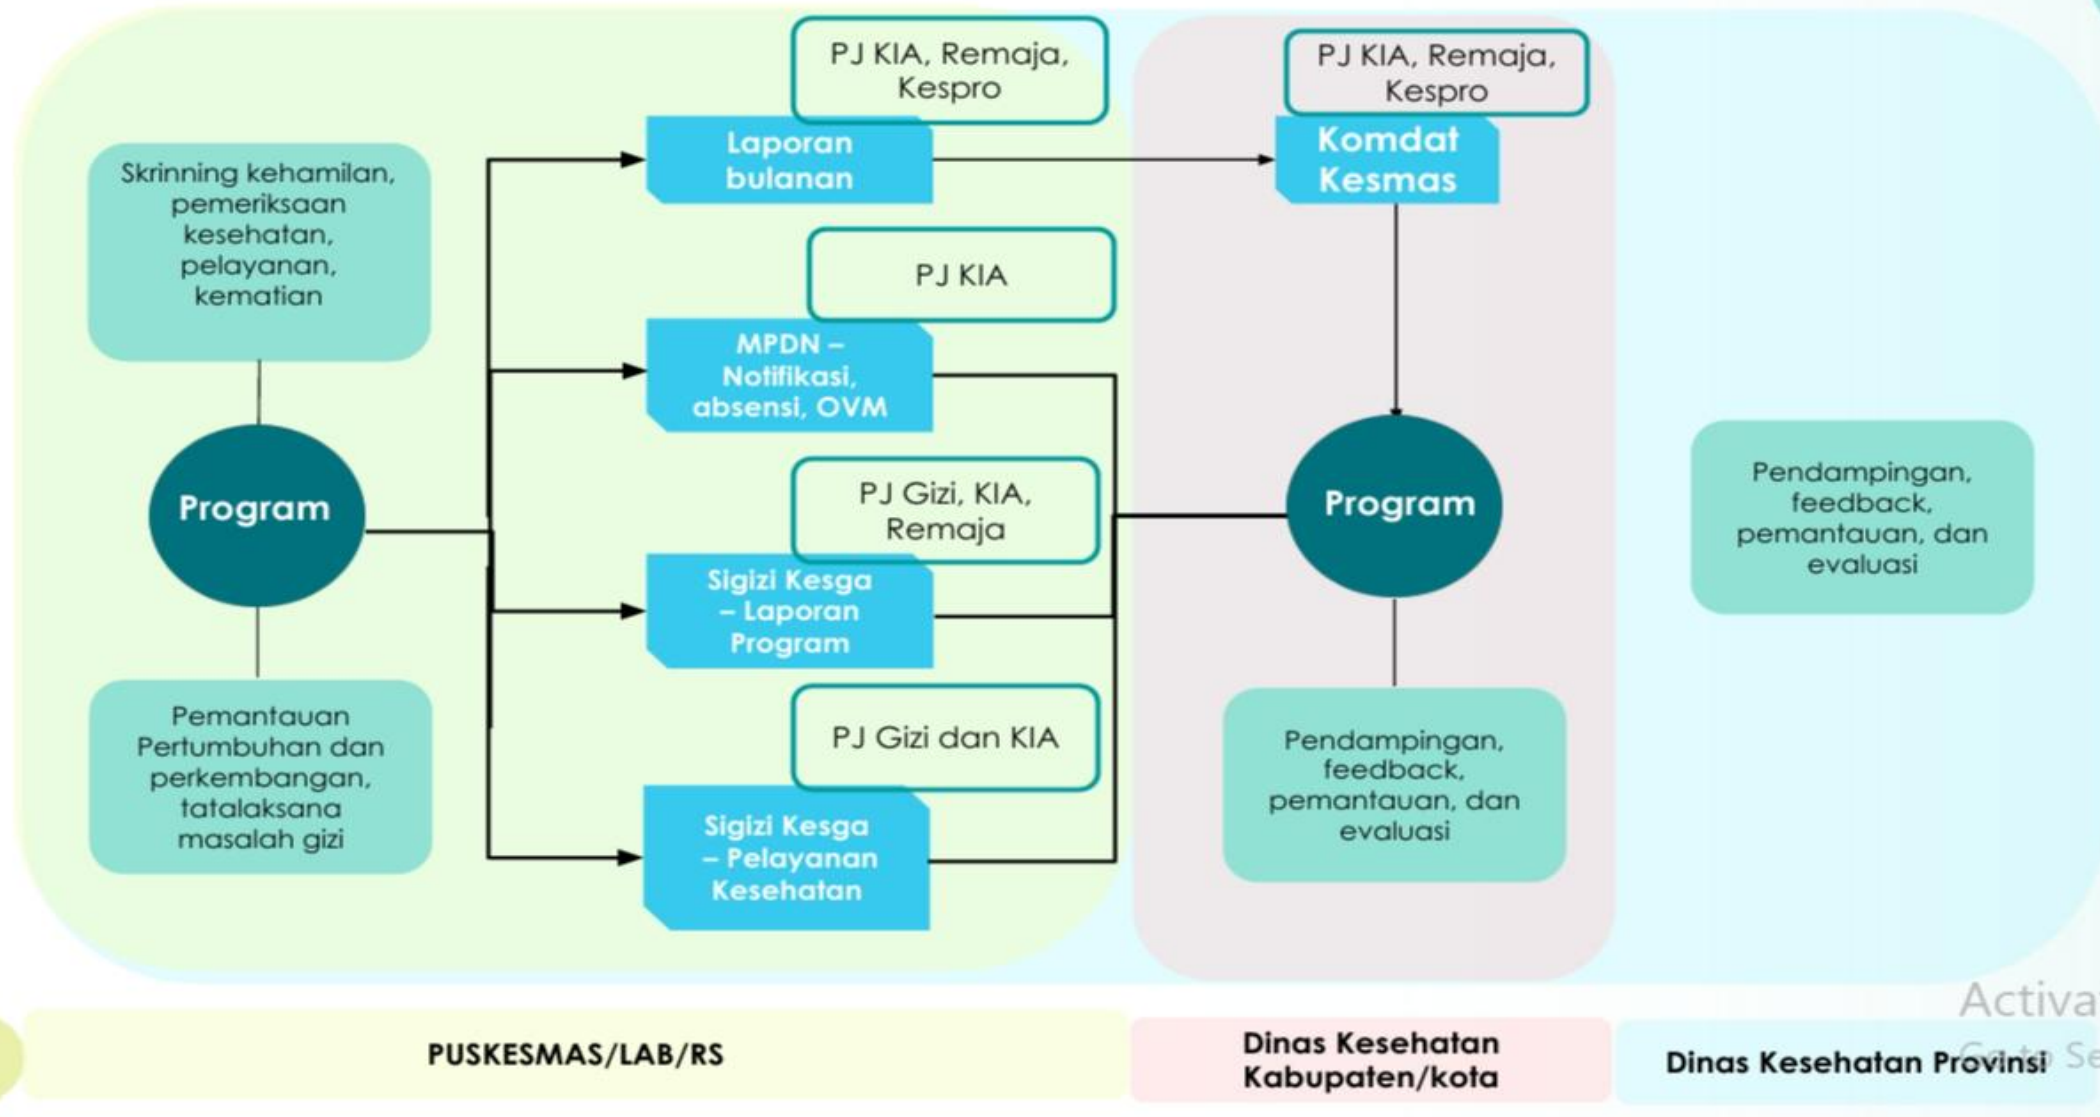 PJ KIA, Remaja,
Kespro
PJ KIA, Remaja,
Kespro
Laporan
bulanan
Komdat
Kesmas
Skrinning kehamilan,
pemeriksaan
kesehatan,
pelayanan,
kematian
PJ KIA
MPDN –
Notifikasi,
absensi, OVM
Program
PJ Gizi, KIA,
Remaja
Program
Pendampingan,
feedback,
pemantauan, dan
evaluasi
Sigizi Kesga
– Laporan
Program
Pemantauan
Pertumbuhan dan
perkembangan,
tatalaksana
masalah gizi
PJ Gizi dan KIA
Pendampingan,
feedback,
pemantauan, dan
evaluasi
Sigizi Kesga
– Pelayanan
Kesehatan
PUSKESMAS/LAB/RS
Dinas Kesehatan
Kabupaten/kota
Dinas Kesehatan Provinsi
Activa
Go to Se